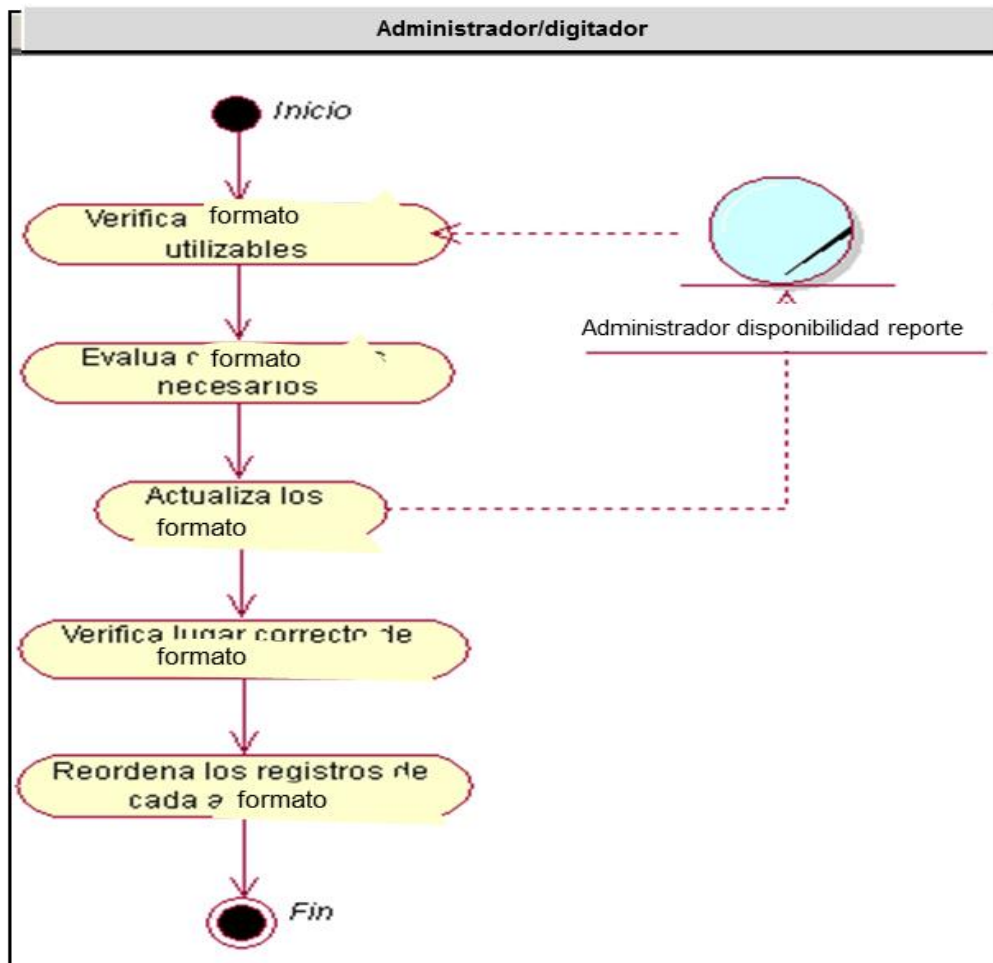 Administrador/digitador
Inicio
Verifica formato
utilizables
Administrador disponibilidad reporte
Evalua formato
necesarios
Actualiza los
formato
Verifica lugar correcto de
formato
Reordena los registros de
cada formato
Fin